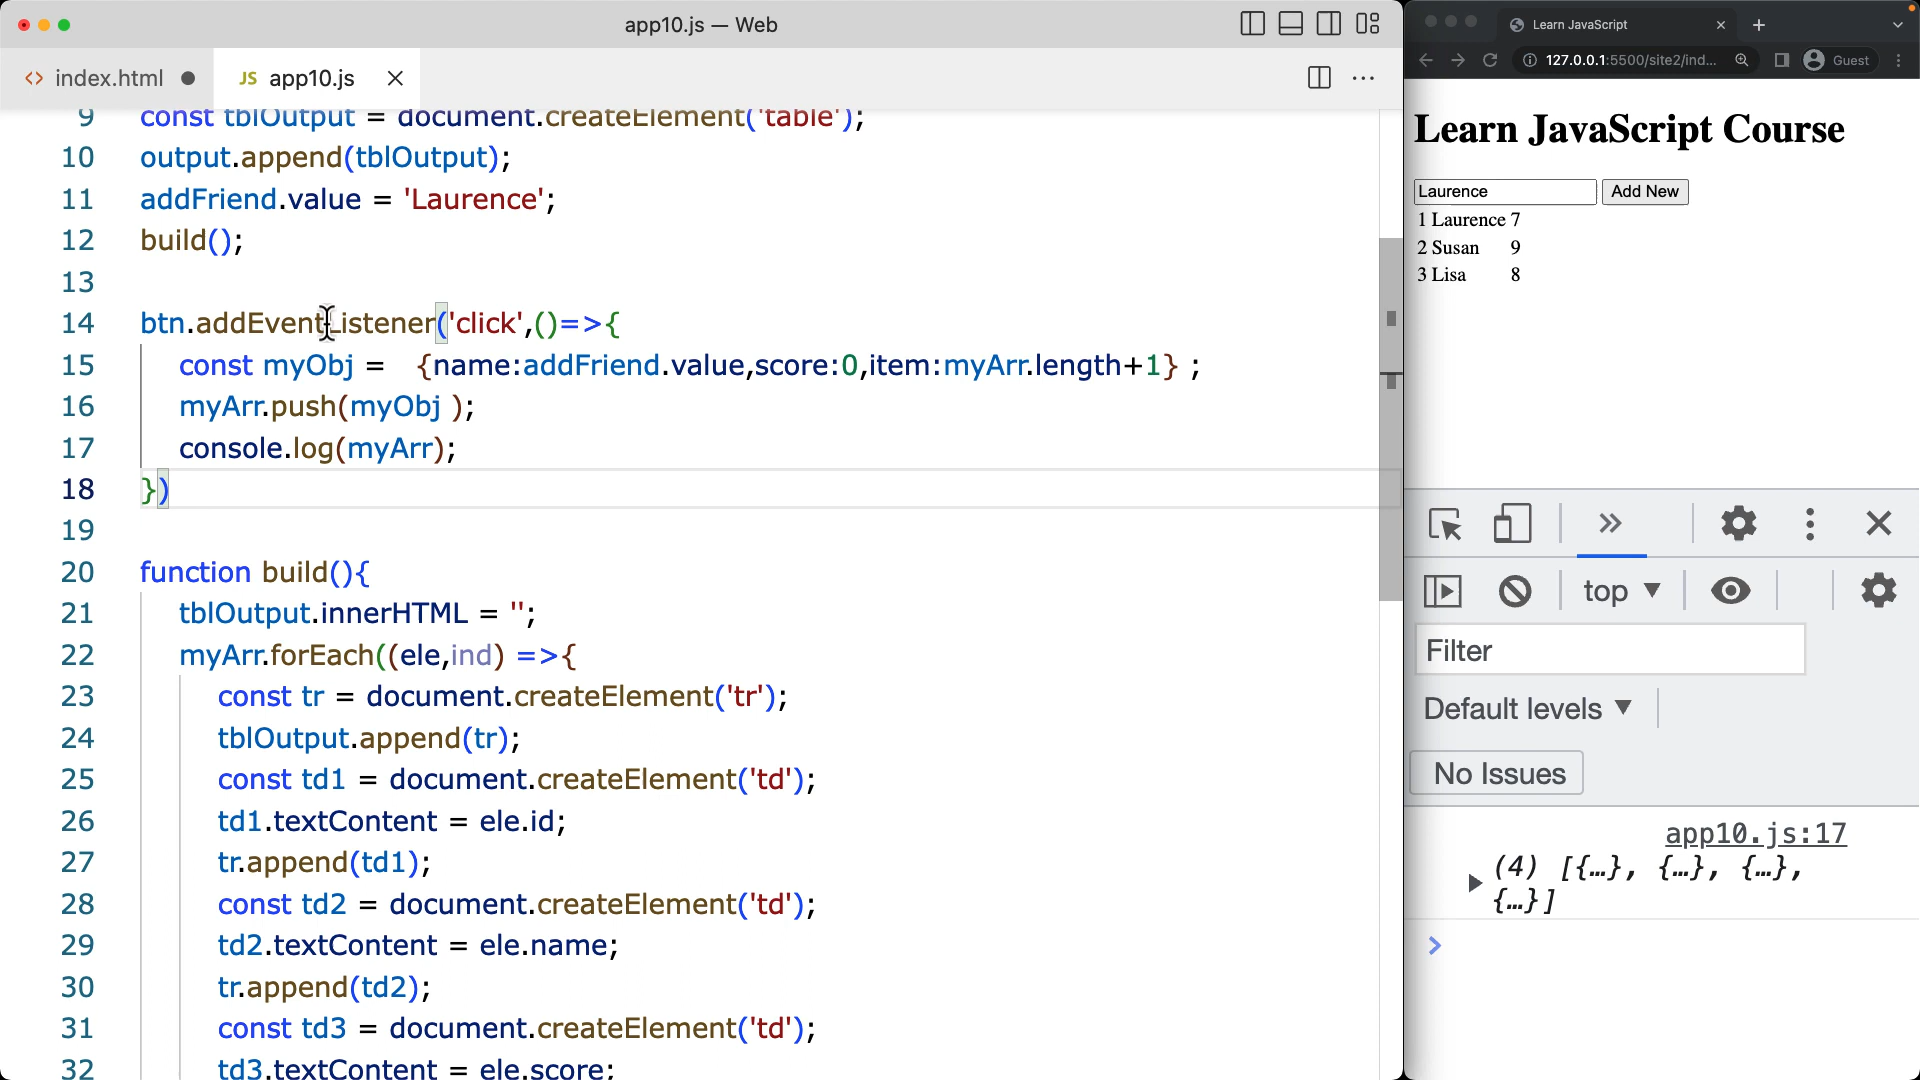 app10.js — Web
index.html
JS app10.js
9 const tblOutput = document.createElement('table');
10 output.append(tblOutput);
11 addFriend.value = 'Laurence';
12 build();
13
14 btn.addEventListener('click',()=>{
15 const myObj = {name:addFriend.value,score:0,item:myArr.length+1} ;
16 myArr.push(myObj );
17 console.log(myArr);
18 })
19
20 function build(){
21 tblOutput.innerHTML = '';
22 myArr.forEach((ele,ind) =>{
23 const tr = document.createElement('tr');
24 tblOutput.append(tr);
25 const td1 = document.createElement('td');
26 td1.textContent = ele.id;
27 tr.append(td1);
28 const td2 = document.createElement('td');
29 td2.textContent = ele.name;
30 tr.append(td2);
31 const td3 = document.createElement('td');
32 td3.textContent = ele.score;
Learn JavaScript
127.0.0.1:5500/site2/ind... Guest
Learn JavaScript Course
Laurence Add New
1 Laurence 7
2 Susan 9
3 Lisa 8
top
Filter
Default levels
No Issues
app10.js:17
(4) [{…}, {…}, {…},
{…}]